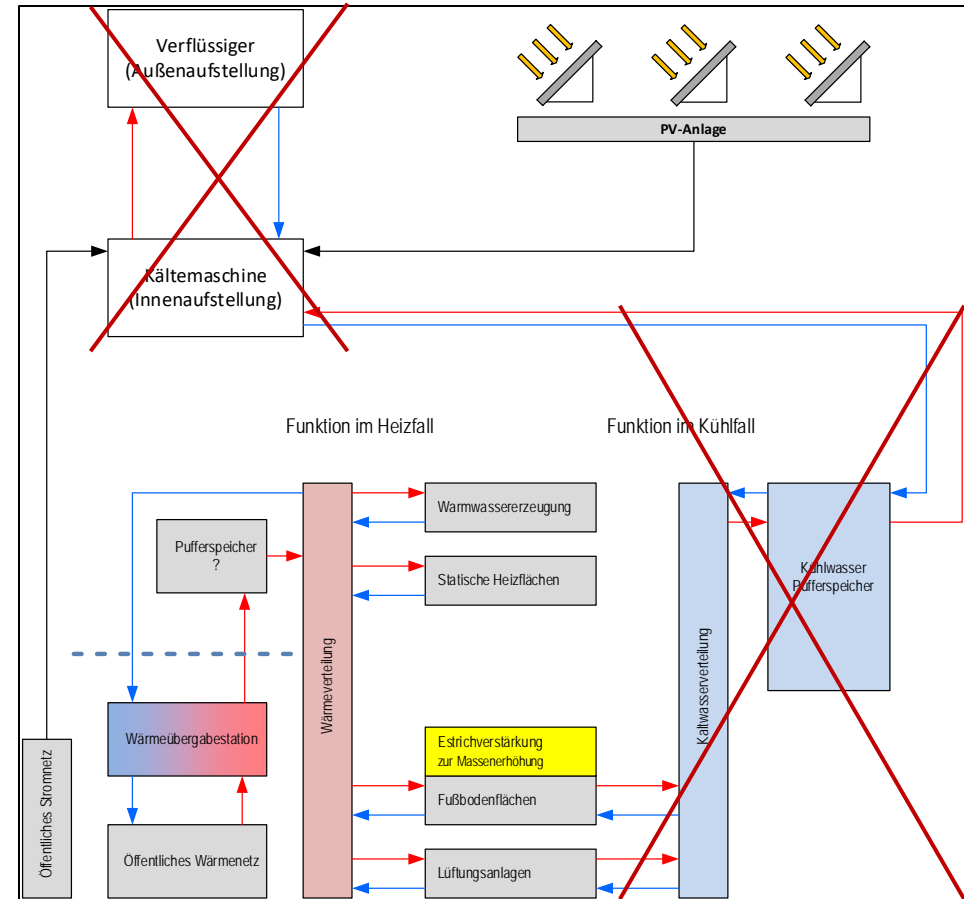 Verflüssiger
(Außenaufstellung)
PV-Anlage
Kältemaschine
(Innenaufstellung)
Funktion im Heizfall
Funktion im Kühlfall
Warmwassererzeugung
Pufferspeicher
?
Statische Heizflächen
Kühlwasser
Pufferspeicher
Wärmeverteilung
Kaltwasserverteilung
Wärmeübergabestation
Estrichverstärkung
zur Massenerhöhung
Fußbodenflächen
Öffentliches Stromnetz
Öffentliches Wärmenetz
Lüftungsanlagen